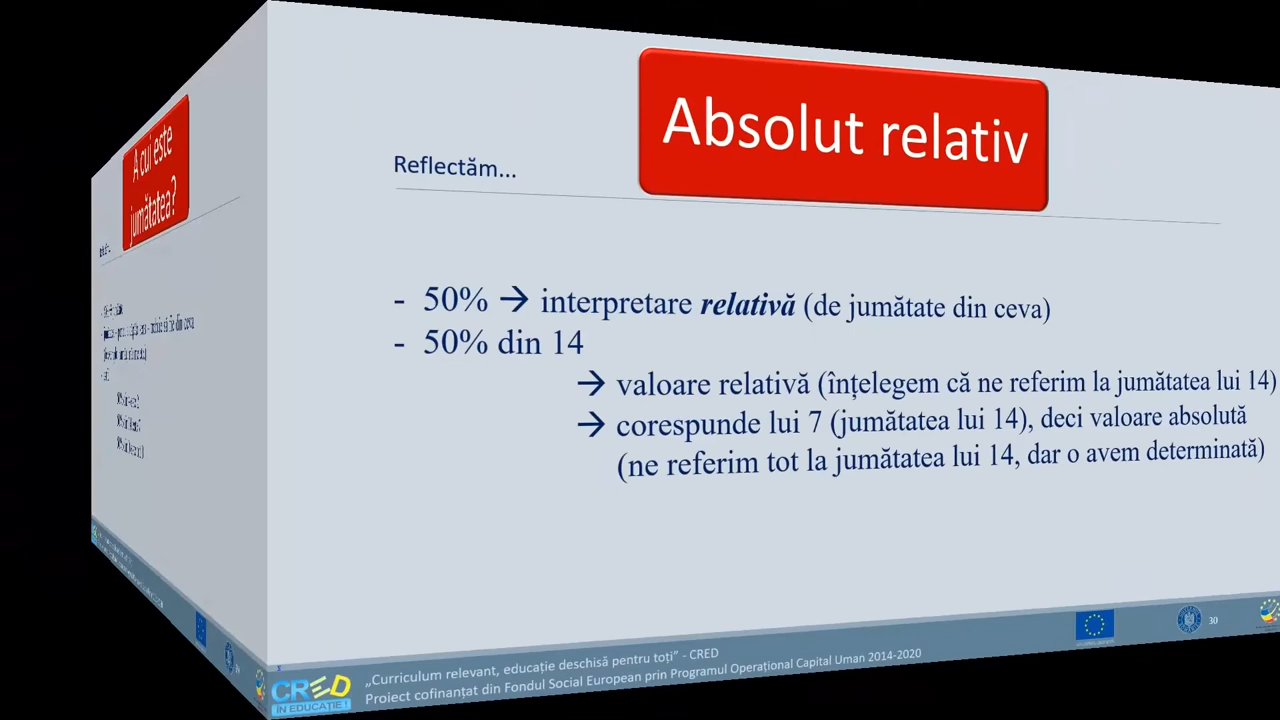 A cui este
jumătatea?
Absolut relativ
Reflectăm...
- 50% → interpretare relativă (de jumătate din ceva)
- 50% din 14
→ valoare relativă (înțelegem că ne referim la jumătatea lui 14)
→ corespunde lui 7 (jumătatea lui 14), deci valoare absolută
(ne referim tot la jumătatea lui 14, dar o avem determinată)
CRED
ÎN EDUCAȚIE!
„Curriculum relevant, educație deschisă pentru toți” - CRED
Proiect cofinanțat din Fondul Social European prin Programul Operațional Capital Uman 2014-2020
30